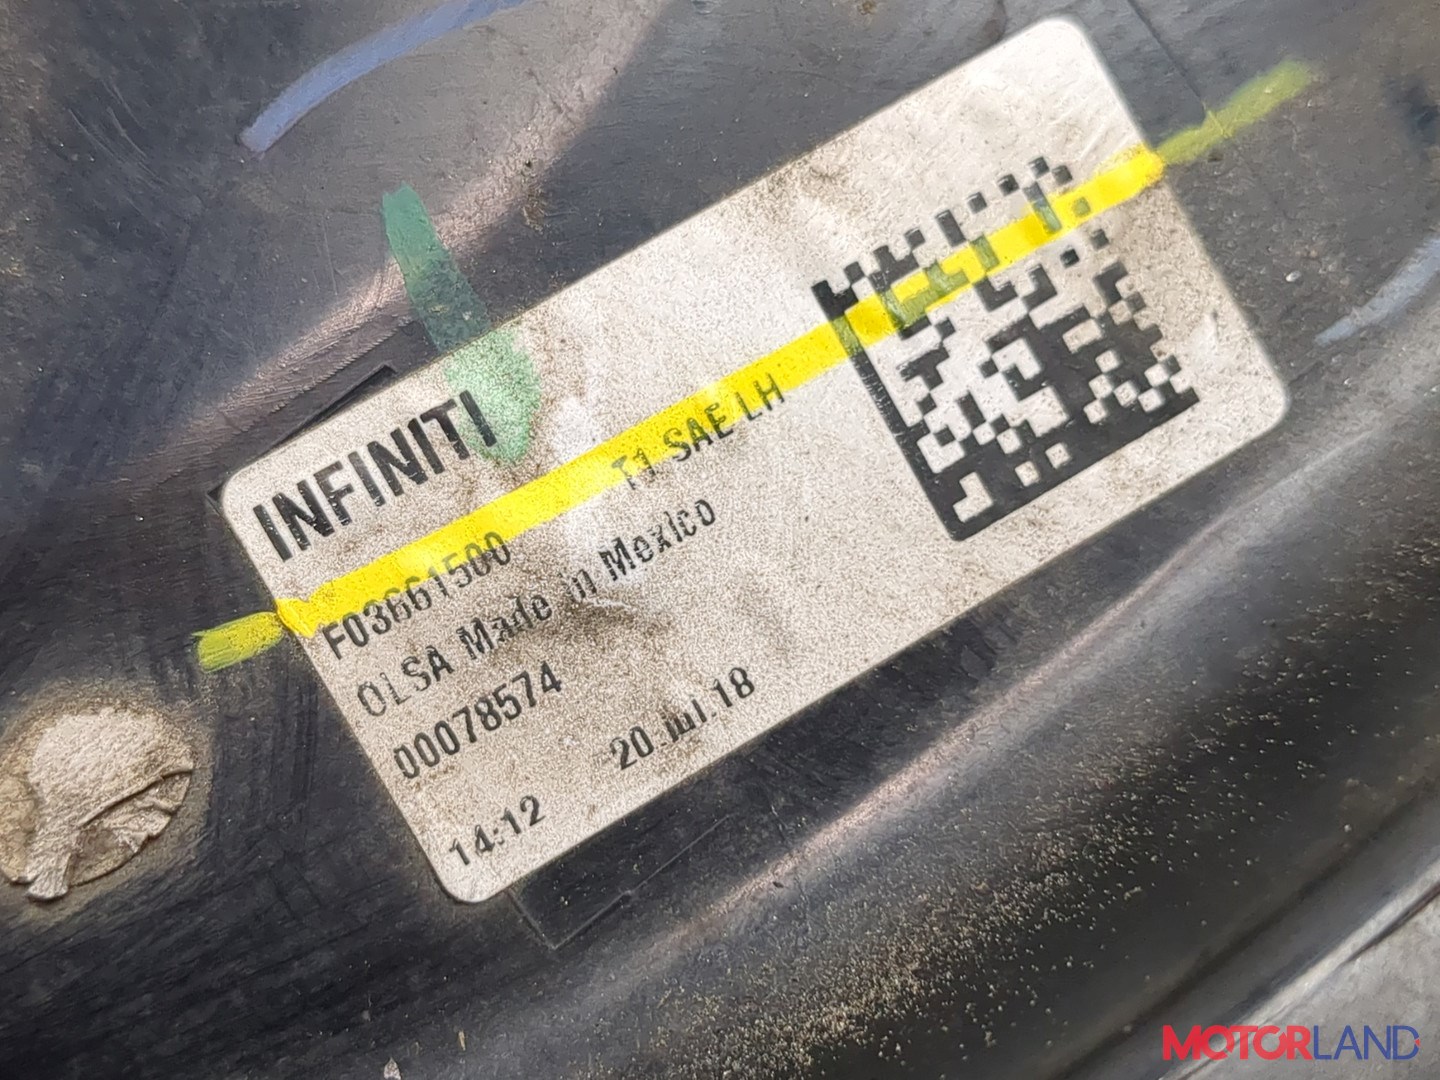 INFINITI
F03661500 T1 SAE LH
OLSA Made in Mexico
00078574
14:12 20.Jul.18
MOTORLAND